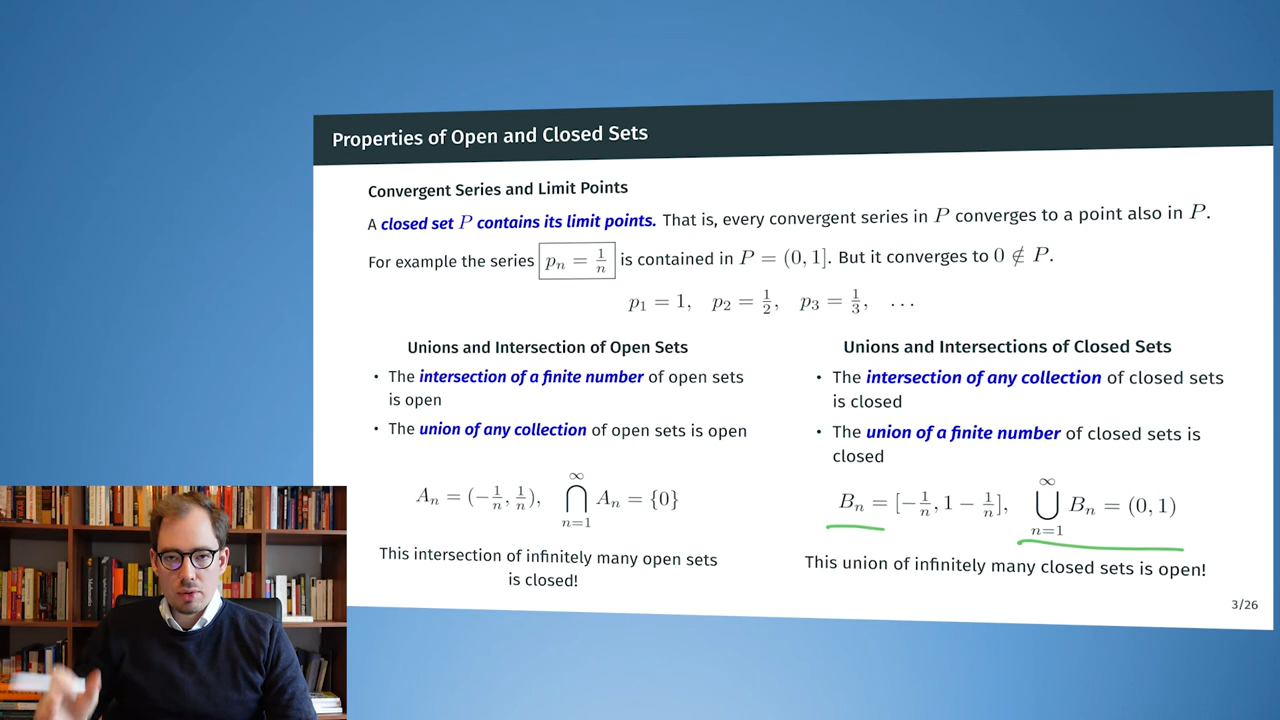 Properties of Open and Closed Sets
Convergent Series and Limit Points
A closed set P contains its limit points. That is, every convergent series in P converges to a point also in P.
For example the series p_n = 1/n is contained in P = (0, 1]. But it converges to 0 ∉ P.
p_1 = 1, p_2 = 1/2, p_3 = 1/3, ...
Unions and Intersection of Open Sets
• The intersection of a finite number of open sets
is open
• The union of any collection of open sets is open
A_n = (−1/n, 1/n), ⋂_{n=1}^{∞} A_n = {0}
This intersection of infinitely many open sets
is closed!
Unions and Intersections of Closed Sets
• The intersection of any collection of closed sets
is closed
• The union of a finite number of closed sets is
closed
B_n = [−1/n, 1 − 1/n], ⋃_{n=1}^{∞} B_n = (0, 1)
This union of infinitely many closed sets is open!
3/26